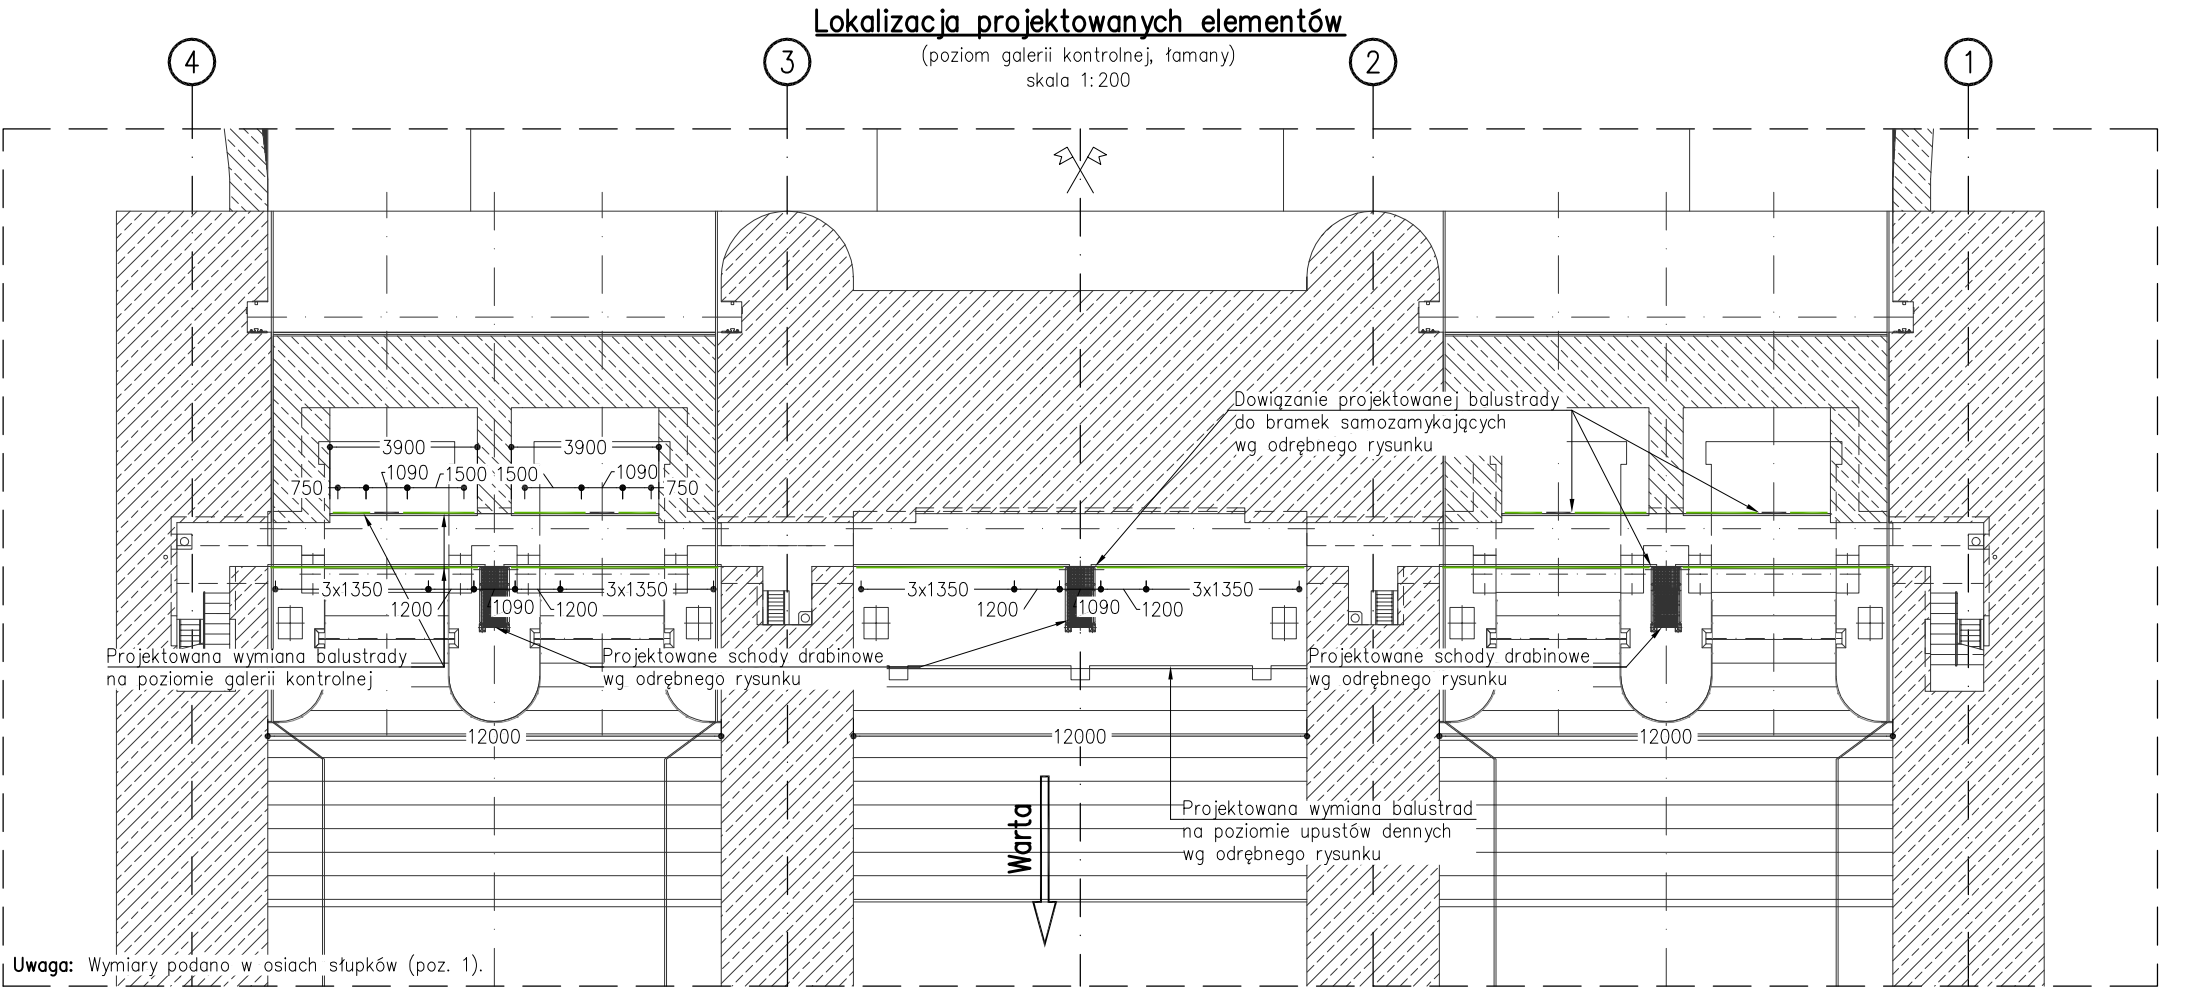 Lokalizacja projektowanych elementów
(poziom galerii kontrolnej, łamany)
skala 1:200
4
3
2
1
Dowiązanie projektowanej balustrady
do bramek samozamykających
wg odrębnego rysunku
3900
3900
1090
1500
1500
1090
750
750
3x1350
3x1350
1200
1090
1200
3x1350
3x1350
1200
1090
1200
Projektowana wymiana balustrady
na poziomie galerii kontrolnej
Projektowane schody drabinowe
wg odrębnego rysunku
Projektowane schody drabinowe
wg odrębnego rysunku
12000
12000
12000
Warta
Projektowana wymiana balustrad
na poziomie upustów dennych
wg odrębnego rysunku
Uwaga: Wymiary podano w osiach słupków (poz. 1).